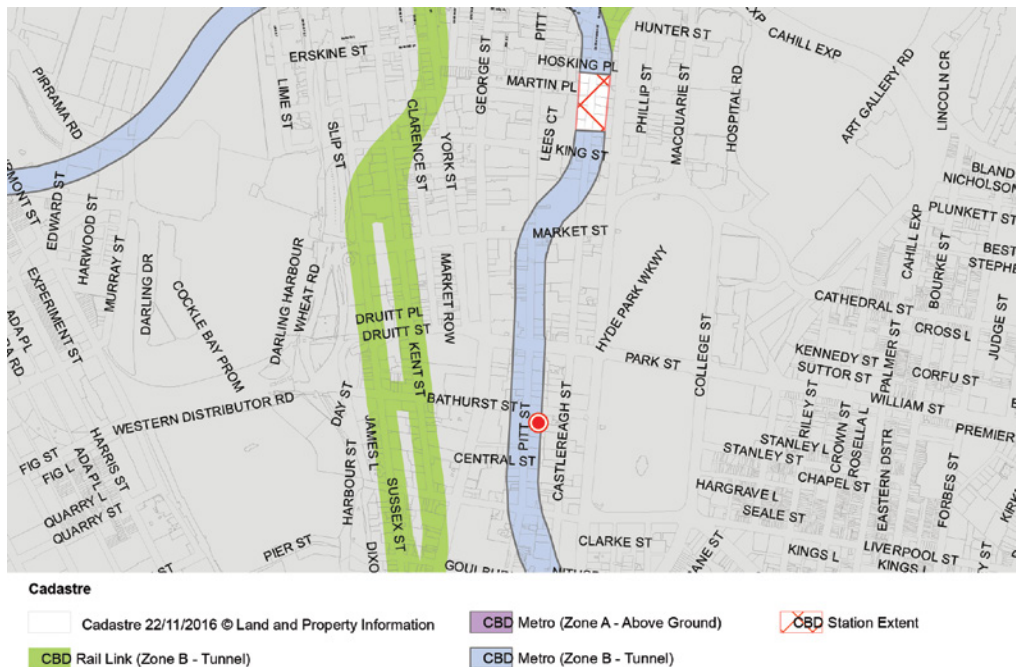 PITT
HUNTER ST
CAHILL EXP
ERSKINE ST
GEORGE ST
HOSKING PL
MARTIN PL
PIRRAMA RD
LIME ST
SLIP ST
CLARENCE ST
YORK ST
LEES CT
KING ST
PHILLIP ST
MACQUARIE ST
HOSPITAL RD
ART GALLERY RD
LINCOLN CR
BLAND
NICHOLSON
PLUNKETT ST
BEST
STEPHE
EDWARD ST
HARWOOD ST
MURRAY ST
DARLING DR
COCKLE BAY PROM
DARLING HARBOUR
WHEAT RD
MARKET ST
MARKET ROW
HYDE PARK WKWY
CAHILL EXP
BOURKE ST
CATHEDRAL ST
CROSS L
JUDGE ST
EXPERIMENT ST
ADA PL
RA RD
DRUITT PL
DRUITT ST
KENT ST
PARK ST
COLLEGE ST
KENNEDY ST
SUTTOR ST
PALMER ST
CORFU ST
WILLIAM ST
WESTERN DISTRIBUTOR RD
DAY ST
JAMES L
BATHURST ST
PITT ST
CASTLEREAGH ST
CENTRAL ST
RILEY ST
CROWN ST
ROSELLA L
STANLEY L
STANLEY ST
CHAPEL ST
PREMIER
FIG ST
FIG L
ADA PL
HARRIS ST
QUARRY L
QUARRY ST
HARBOUR ST
SUSSEX ST
HARGRAVE L
SEALE ST
EASTERN DSTR
FORBES ST
PIER ST
DIXO
GOULBU
CLARKE ST
KINGS L
LIVERPOOL ST
KINGS L
Cadastre
Cadastre 22/11/2016 © Land and Property Information
CBD Metro (Zone A - Above Ground)
CBD Station Extent
CBD Rail Link (Zone B - Tunnel)
CBD Metro (Zone B - Tunnel)